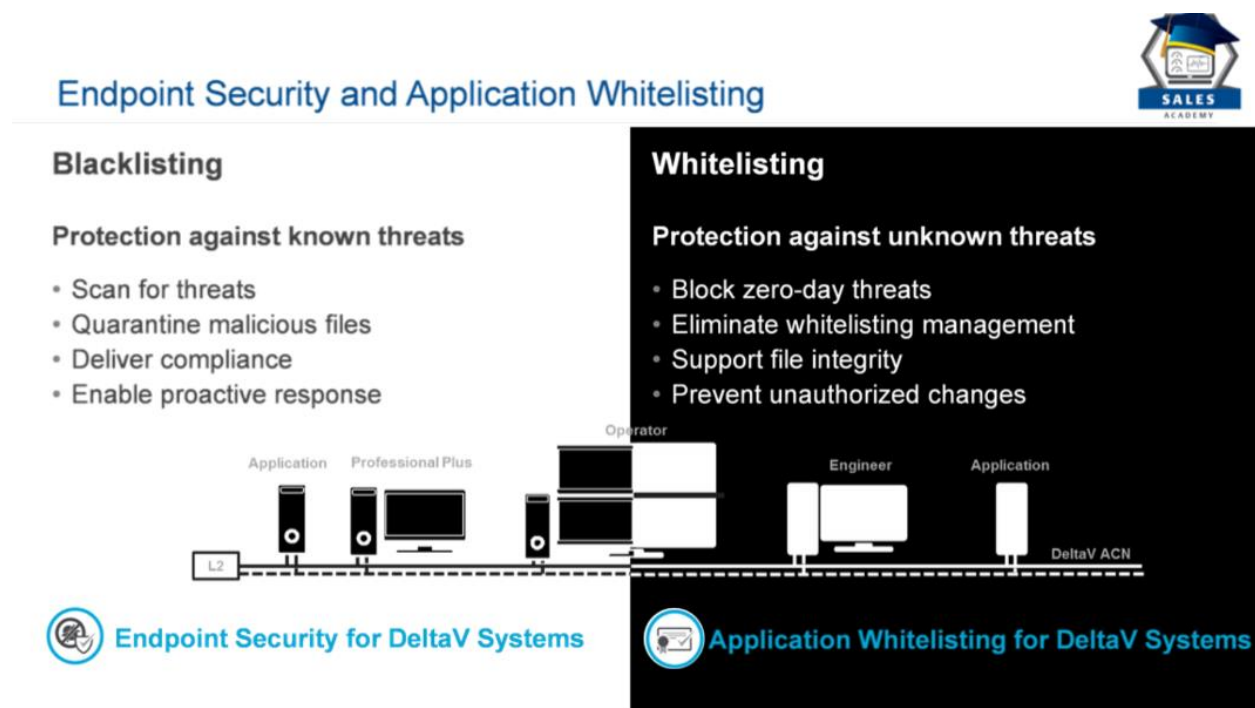 SALES
ACADEMY
Endpoint Security and Application Whitelisting
Blacklisting
Protection against known threats
• Scan for threats
• Quarantine malicious files
• Deliver compliance
• Enable proactive response
Whitelisting
Protection against unknown threats
• Block zero-day threats
• Eliminate whitelisting management
• Support file integrity
• Prevent unauthorized changes
Operator
Application
Professional Plus
Engineer
Application
L2
DeltaV ACN
Endpoint Security for DeltaV Systems
Application Whitelisting for DeltaV Systems